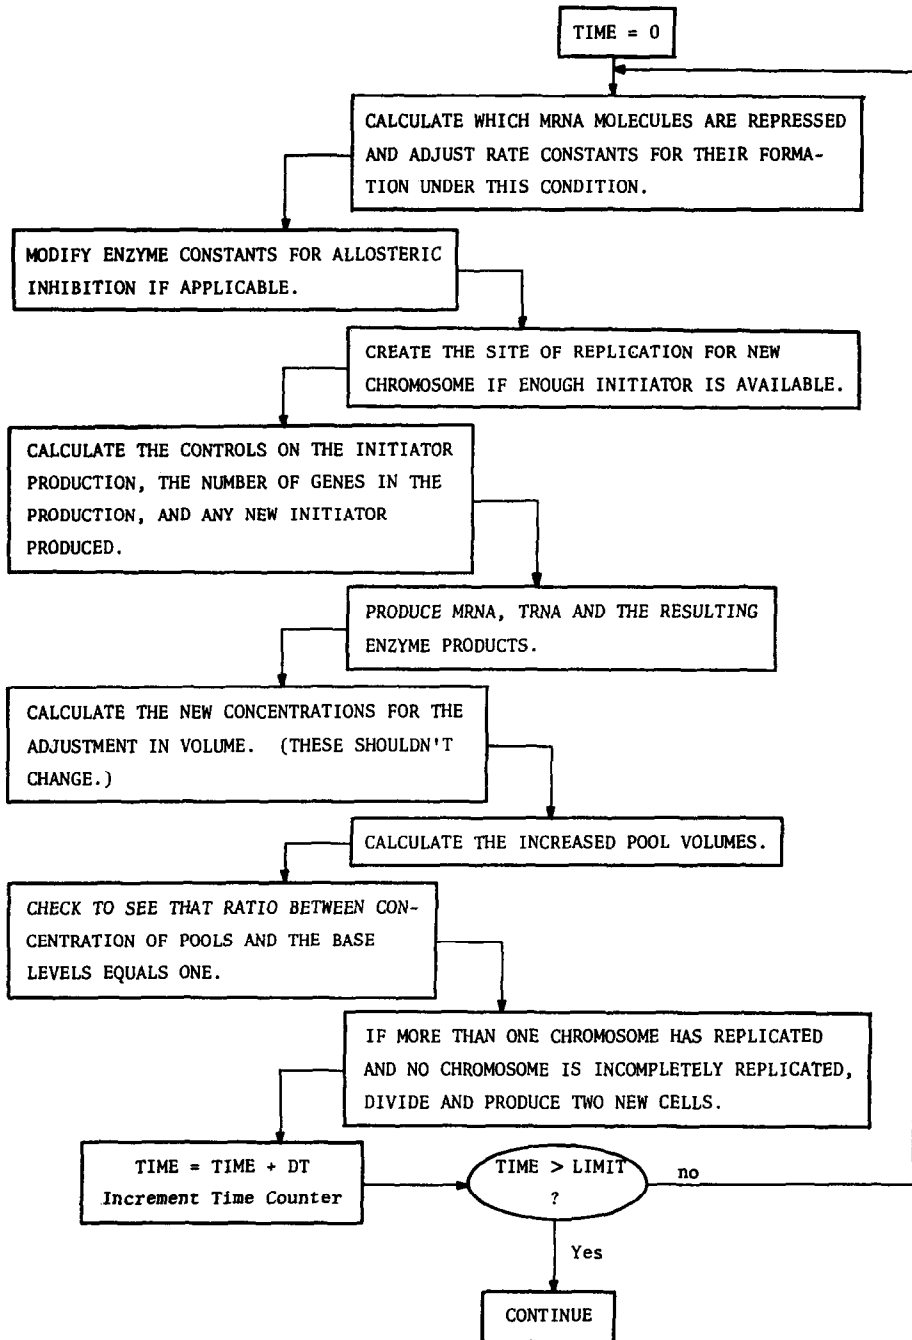 TIME = 0
CALCULATE WHICH MRNA MOLECULES ARE REPRESSED
AND ADJUST RATE CONSTANTS FOR THEIR FORMA-
TION UNDER THIS CONDITION.
MODIFY ENZYME CONSTANTS FOR ALLOSTERIC
INHIBITION IF APPLICABLE.
CREATE THE SITE OF REPLICATION FOR NEW
CHROMOSOME IF ENOUGH INITIATOR IS AVAILABLE.
CALCULATE THE CONTROLS ON THE INITIATOR
PRODUCTION, THE NUMBER OF GENES IN THE
PRODUCTION, AND ANY NEW INITIATOR
PRODUCED.
PRODUCE MRNA, TRNA AND THE RESULTING
ENZYME PRODUCTS.
CALCULATE THE NEW CONCENTRATIONS FOR THE
ADJUSTMENT IN VOLUME. (THESE SHOULDN'T
CHANGE.)
CALCULATE THE INCREASED POOL VOLUMES.
CHECK TO SEE THAT RATIO BETWEEN CON-
CENTRATION OF POOLS AND THE BASE
LEVELS EQUALS ONE.
IF MORE THAN ONE CHROMOSOME HAS REPLICATED
AND NO CHROMOSOME IS INCOMPLETELY REPLICATED,
DIVIDE AND PRODUCE TWO NEW CELLS.
TIME = TIME + DT
Increment Time Counter
TIME > LIMIT
?
no
Yes
CONTINUE